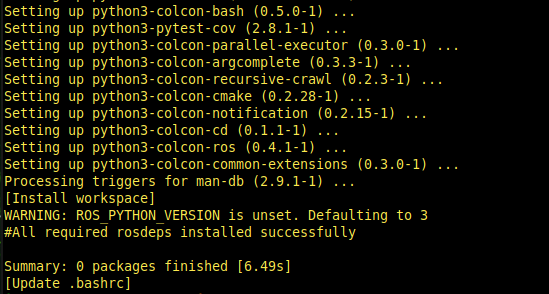 Setting up python3-colcon-bash (0.5.0-1) ...
Setting up python3-pytest-cov (2.8.1-1) ...
Setting up python3-colcon-parallel-executor (0.3.0-1) ...
Setting up python3-colcon-argcomplete (0.3.3-1) ...
Setting up python3-colcon-recursive-crawl (0.2.3-1) ...
Setting up python3-colcon-cmake (0.2.28-1) ...
Setting up python3-colcon-notification (0.2.15-1) ...
Setting up python3-colcon-cd (0.1.1-1) ...
Setting up python3-colcon-ros (0.4.1-1) ...
Setting up python3-colcon-common-extensions (0.3.0-1) ...
Processing triggers for man-db (2.9.1-1) ...
[Install workspace]
WARNING: ROS_PYTHON_VERSION is unset. Defaulting to 3
#All required rosdeps installed successfully
Summary: 0 packages finished [6.49s]
[Update .bashrc]